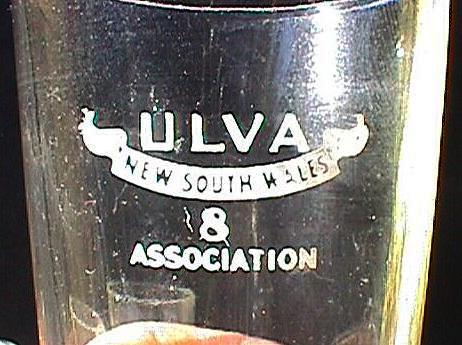 ULVA
NEW SOUTH WALES
8
ASSOCIATION